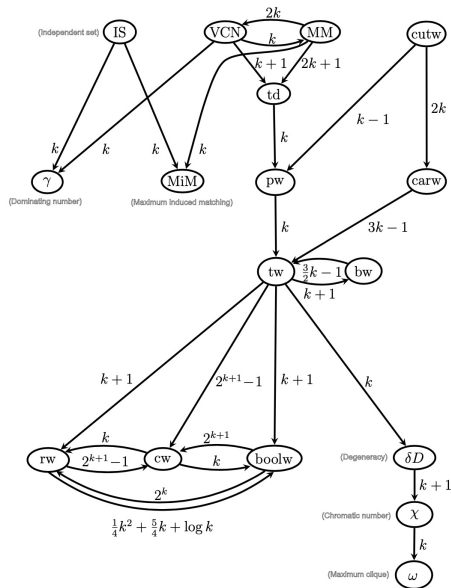 2k
(Independent set) IS VCN k MM cutw
k + 1 2k + 1
td 2k
k − 1
k k k k k
γ MiM pw carw
(Dominating number) (Maximum induced matching)
k 3k − 1
tw 3/2k − 1 bw
k + 1
k + 1 2^{k+1}−1 k + 1 k
k 2^{k+1}
rw cw boolw (Degeneracy) δD
2^{k+1}−1 k
k + 1
2^k
1/4k^2 + 5/4k + log k (Chromatic number) χ
k
(Maximum clique) ω